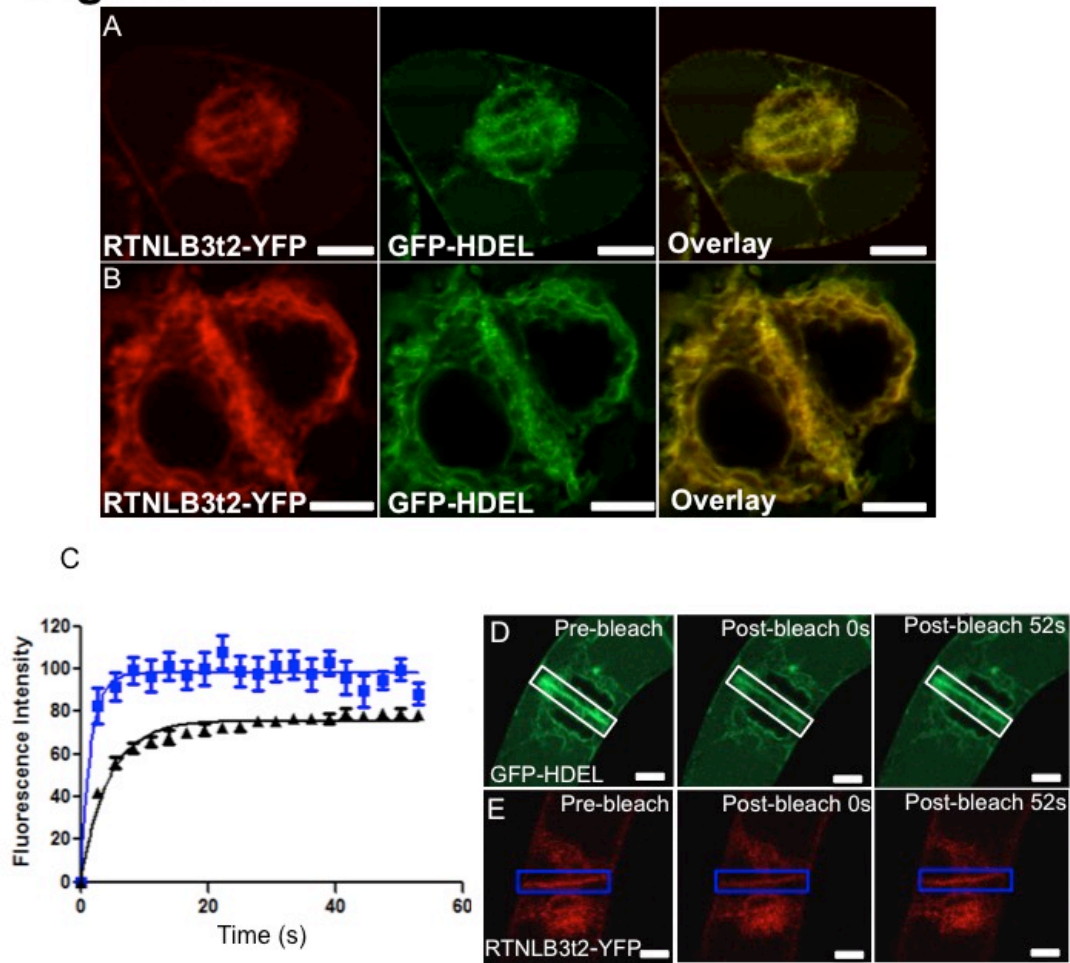 A
RTNLB3t2-YFP GFP-HDEL Overlay
B
RTNLB3t2-YFP GFP-HDEL Overlay
C
120
100
80
60
40
20
0
Fluorescence Intensity
0 20 40 60
Time (s)
D Pre-bleach Post-bleach 0s Post-bleach 52s
GFP-HDEL
E Pre-bleach Post-bleach 0s Post-bleach 52s
RTNLB3t2-YFP